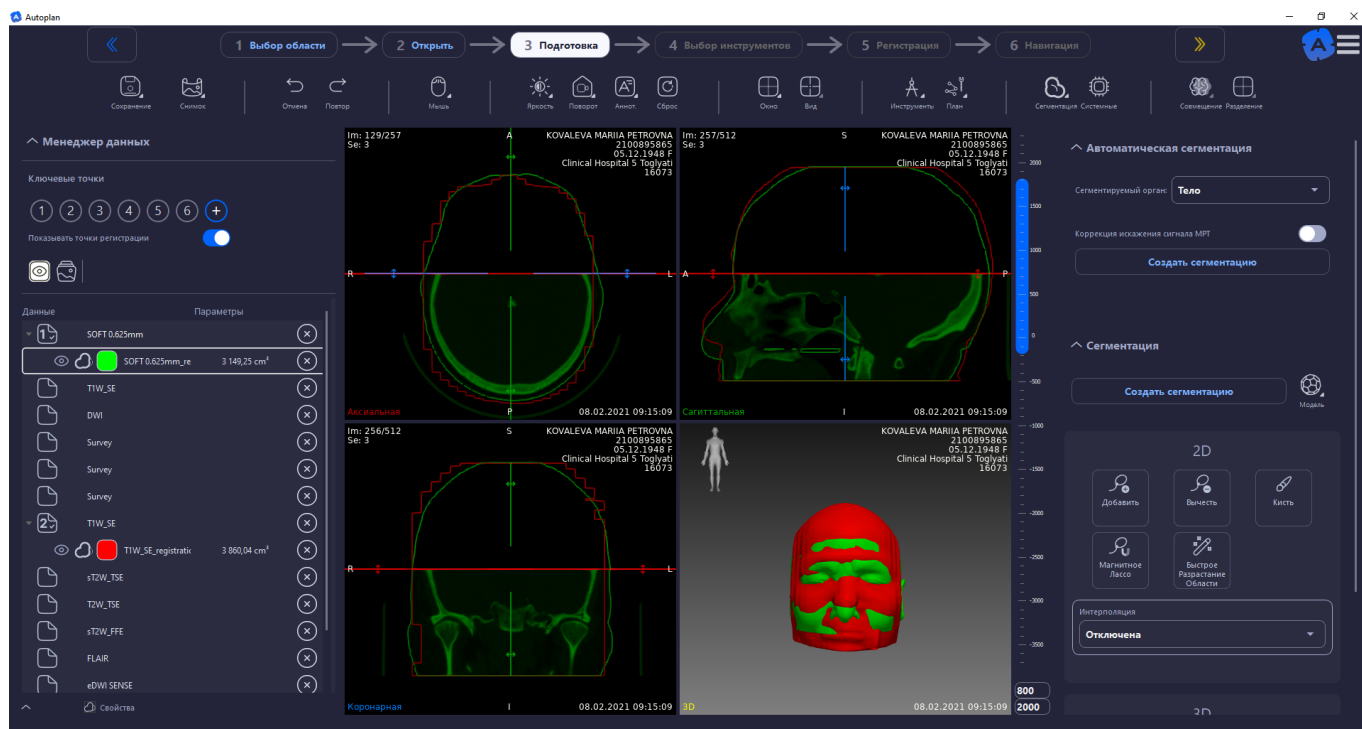 Autoplan
1 Выбор области
2 Открыть
3 Подготовка
4 Выбор инструментов
5 Регистрация
6 Навигация
Сохранение
Снимок
Отмена
Повтор
Мышь
Яркость
Поворот
Аннот.
Сброс
Окно
Вид
Инструменты
План
Сегментация
Системные
Совмещение
Разделение
Менеджер данных
Ключевые точки
1 2 3 4 5 6 +
Показывать точки регистрации
Данные Параметры
1 SOFT 0.625mm
SOFT 0.625mm_re 3 149,25 cm³
T1W_SE
DWI
Survey
Survey
Survey
2 T1W_SE
T1W_SE_registratic 3 860,04 cm³
sT2W_TSE
T2W_TSE
sT2W_FFE
FLAIR
eDWI SENSE
Свойства
Im: 129/257
Se: 3
A
KOVALEVA MARIIA PETROVNA
2100895865
05.12.1948 F
Clinical Hospital 5 Toglyati
16073
R
L
Аксиальная
P
08.02.2021 09:15:09
Im: 257/512
Se: 3
S
KOVALEVA MARIIA PETROVNA
2100895865
05.12.1948 F
Clinical Hospital 5 Toglyati
16073
A
P
Сагиттальная
I
08.02.2021 09:15:09
Im: 256/512
Se: 3
S
KOVALEVA MARIIA PETROVNA
2100895865
05.12.1948 F
Clinical Hospital 5 Toglyati
16073
R
L
Коронарная
I
08.02.2021 09:15:09
KOVALEVA MARIIA PETROVNA
2100895865
05.12.1948 F
Clinical Hospital 5 Toglyati
16073
3D
08.02.2021 09:15:09
2000
1500
1000
500
0
-500
-1000
-1500
-2000
-2500
-3000
-3500
800
2000
Автоматическая сегментация
Сегментируемый орган: Тело
Коррекция искажения сигнала МРТ
Создать сегментацию
Сегментация
Создать сегментацию
Модель
2D
Добавить
Вычесть
Кисть
Магнитное
Лассо
Быстрое
Разрастание
Области
Интерполяция
Отключена
3D